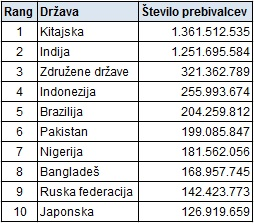 Rang Država Število prebivalcev
1 Kitajska 1.361.512.535
2 Indija 1.251.695.584
3 Združene države 321.362.789
4 Indonezija 255.993.674
5 Brazilija 204.259.812
6 Pakistan 199.085.847
7 Nigerija 181.562.056
8 Bangladeš 168.957.745
9 Ruska federacija 142.423.773
10 Japonska 126.919.659